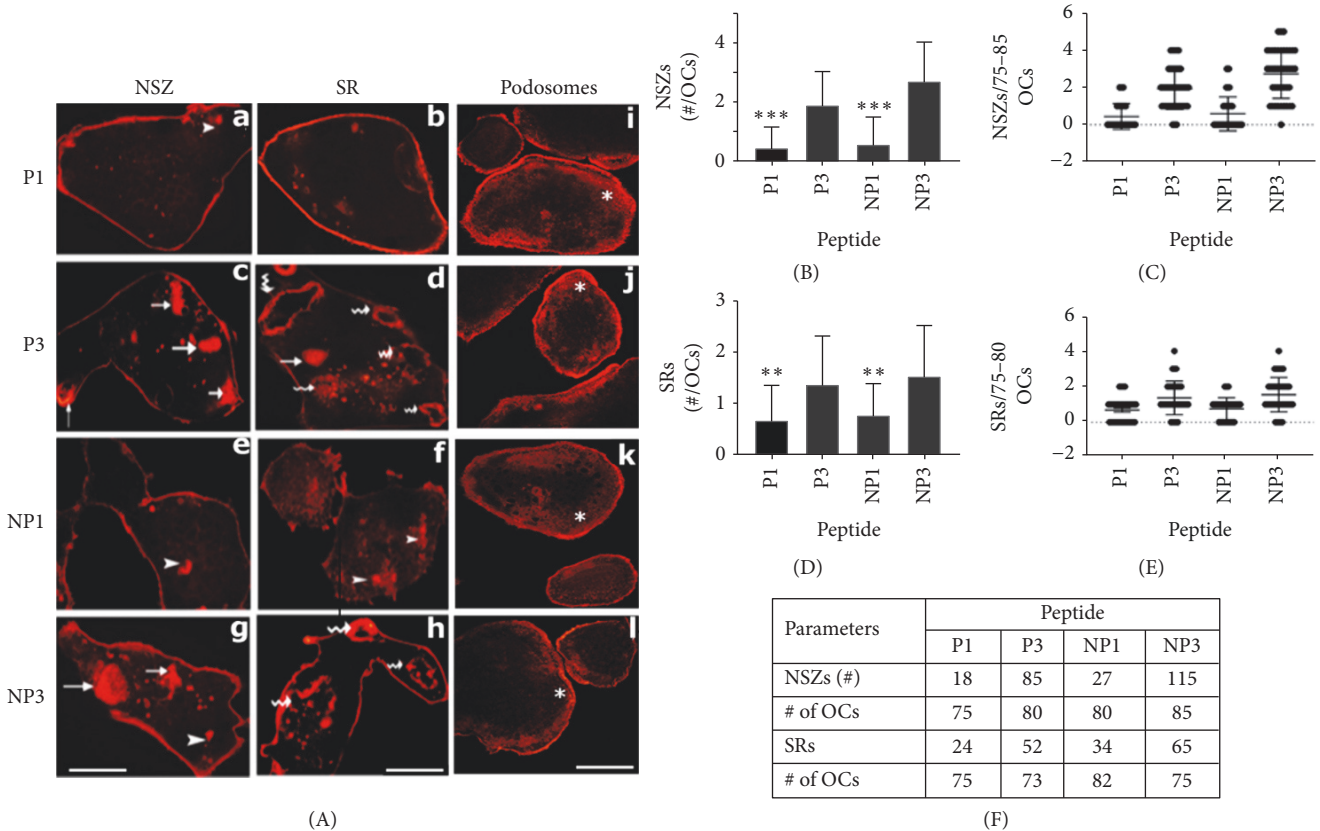 NSZ SR Podosomes
P1 a b i
P3 c d j
NP1 e f k
NP3 g h l
* * * *
(A)
NSZs
(#/OCs)
4
2
0
*** ***
P1 P3 NP1 NP3
Peptide
(B)
NSZs/75–85
OCs
6
4
2
0
−2
P1 P3 NP1 NP3
Peptide
(C)
SRs
(#/OCs)
3
2
1
0
** **
P1 P3 NP1 NP3
Peptide
(D)
SRs/75–80
OCs
6
4
2
0
−2
P1 P3 NP1 NP3
Peptide
(E)
Parameters Peptide
P1 P3 NP1 NP3
NSZs (#) 18 85 27 115
# of OCs 75 80 80 85
SRs 24 52 34 65
# of OCs 75 73 82 75
(F)